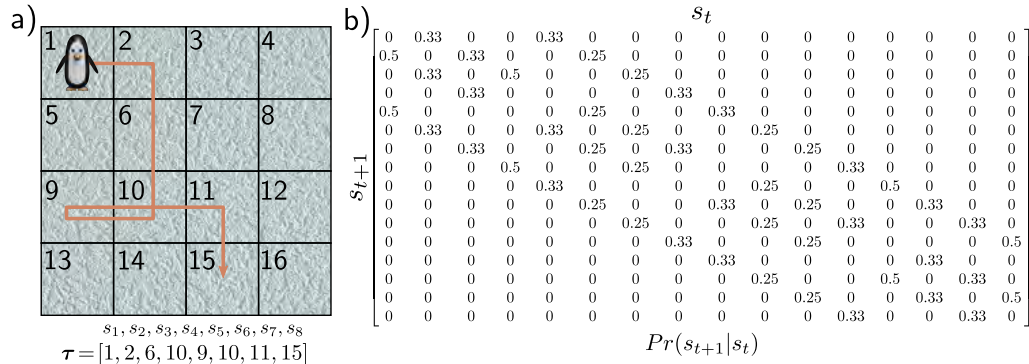 a)
1 2 3 4
5 6 7 8
9 10 11 12
13 14 15 16
s₁, s₂, s₃, s₄, s₅, s₆, s₇, s₈
τ = [1, 2, 6, 10, 9, 10, 11, 15]
b)
s_t
s_{t+1}
0 0.33 0 0 0.33 0 0 0 0 0 0 0 0 0 0 0
0.5 0 0.33 0 0 0.25 0 0 0 0 0 0 0 0 0 0
0 0.33 0 0.5 0 0 0.25 0 0 0 0 0 0 0 0 0
0 0 0.33 0 0 0 0 0.33 0 0 0 0 0 0 0 0
0.5 0 0 0 0 0.25 0 0 0.33 0 0 0 0 0 0 0
0 0.33 0 0 0.33 0 0.25 0 0 0.25 0 0 0 0 0 0
0 0 0.33 0 0 0.25 0 0.33 0 0 0.25 0 0 0 0 0
0 0 0 0.5 0 0 0.25 0 0 0 0 0.33 0 0 0 0
0 0 0 0 0.33 0 0 0 0 0.25 0 0 0.5 0 0 0
0 0 0 0 0 0.25 0 0 0.33 0 0.25 0 0 0.33 0 0
0 0 0 0 0 0 0.25 0 0 0.25 0 0.33 0 0 0.33 0
0 0 0 0 0 0 0 0.33 0 0 0.25 0 0 0 0 0.5
0 0 0 0 0 0 0 0 0.33 0 0 0 0 0.33 0 0
0 0 0 0 0 0 0 0 0 0.25 0 0 0.5 0 0.33 0
0 0 0 0 0 0 0 0 0 0 0.25 0 0 0.33 0 0.5
0 0 0 0 0 0 0 0 0 0 0 0.33 0 0 0.33 0
Pr(s_{t+1}|s_t)